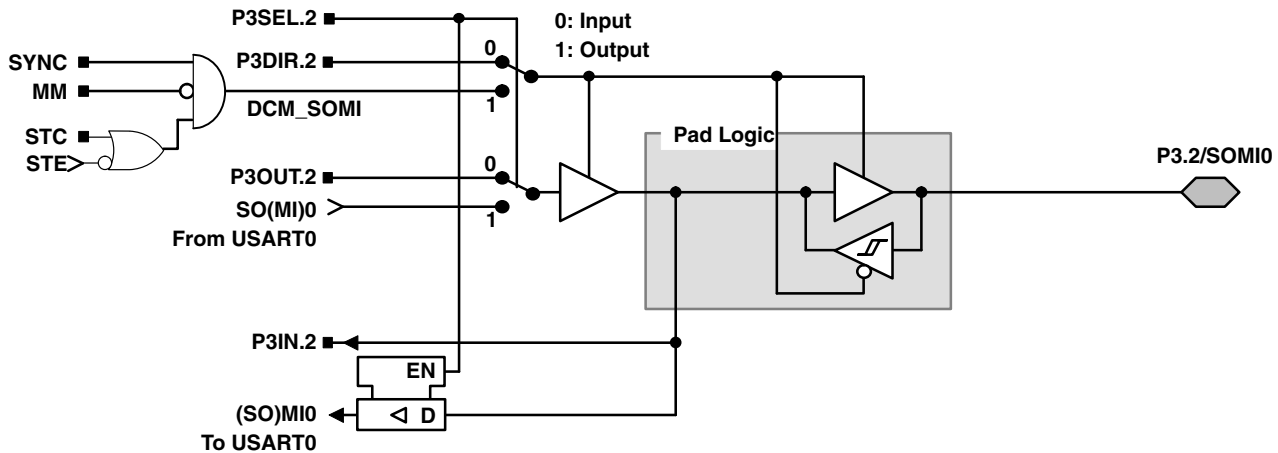 P3SEL.2
0: Input
1: Output
P3DIR.2
0
SYNC
MM
1
DCM_SOMI
STC
STE
Pad Logic
P3.2/SOMI0
P3OUT.2
0
SO(MI)0
1
From USART0
P3IN.2
EN
(SO)MI0
D
To USART0